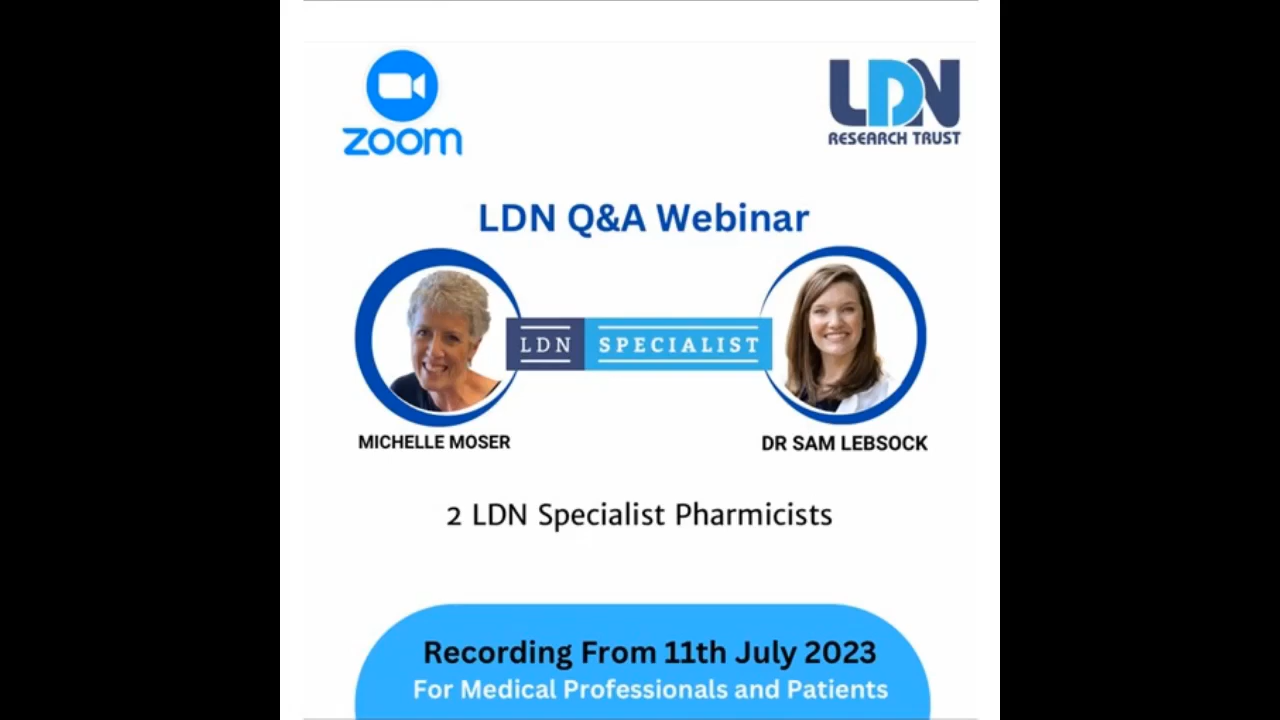 zoom
LDN
RESEARCH TRUST
LDN Q&A Webinar
LDN SPECIALIST
MICHELLE MOSER
DR SAM LEBSOCK
2 LDN Specialist Pharmicists
Recording From 11th July 2023
For Medical Professionals and Patients